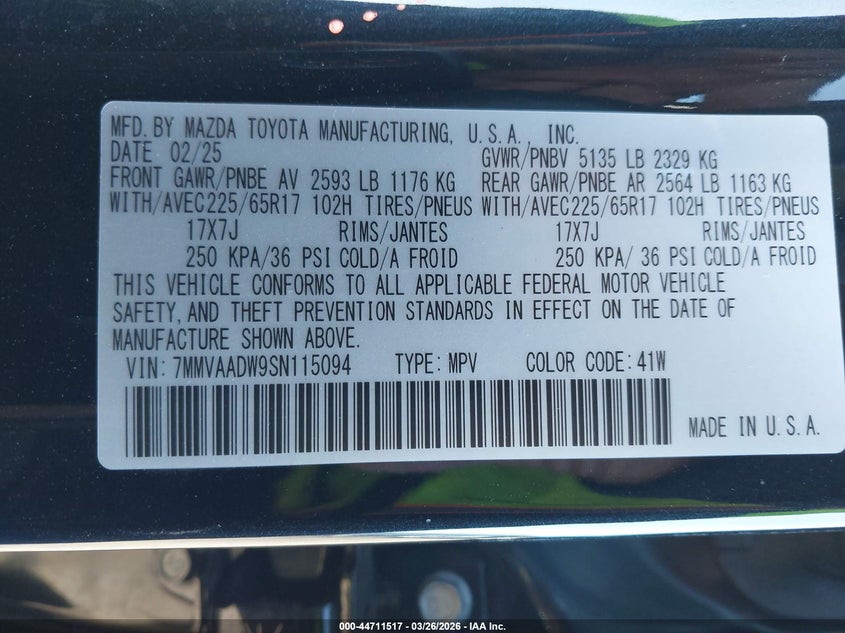 MFD. BY MAZDA TOYOTA MANUFACTURING, U.S.A., INC.
DATE 02/25 GVWR/PNBV 5135 LB 2329 KG
FRONT GAWR/PNBE AV 2593 LB 1176 KG REAR GAWR/PNBE AR 2564 LB 1163 KG
WITH/AVEC225/65R17 102H TIRES/PNEUS WITH/AVEC225/65R17 102H TIRES/PNEUS
17X7J RIMS/JANTES 17X7J RIMS/JANTES
250 KPA/36 PSI COLD/A FROID 250 KPA/ 36 PSI COLD/A FROID
THIS VEHICLE CONFORMS TO ALL APPLICABLE FEDERAL MOTOR VEHICLE
SAFETY, AND THEFT PREVENTION STANDARDS IN EFFECT ON THE DATE OF
MANUFACTURE SHOWN ABOVE.
VIN: 7MMVAADW9SN115094 TYPE: MPV COLOR CODE: 41W
MADE IN U.S.A.
000-44711517 - 03/26/2026 - IAA Inc.